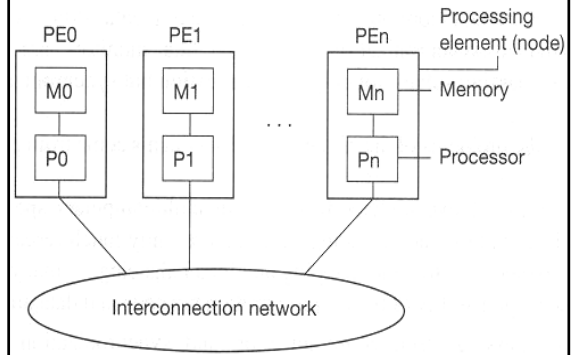 Processing
element (node)
PE0 PE1 PEn
M0 M1 Mn Memory
...
P0 P1 Pn Processor
Interconnection network